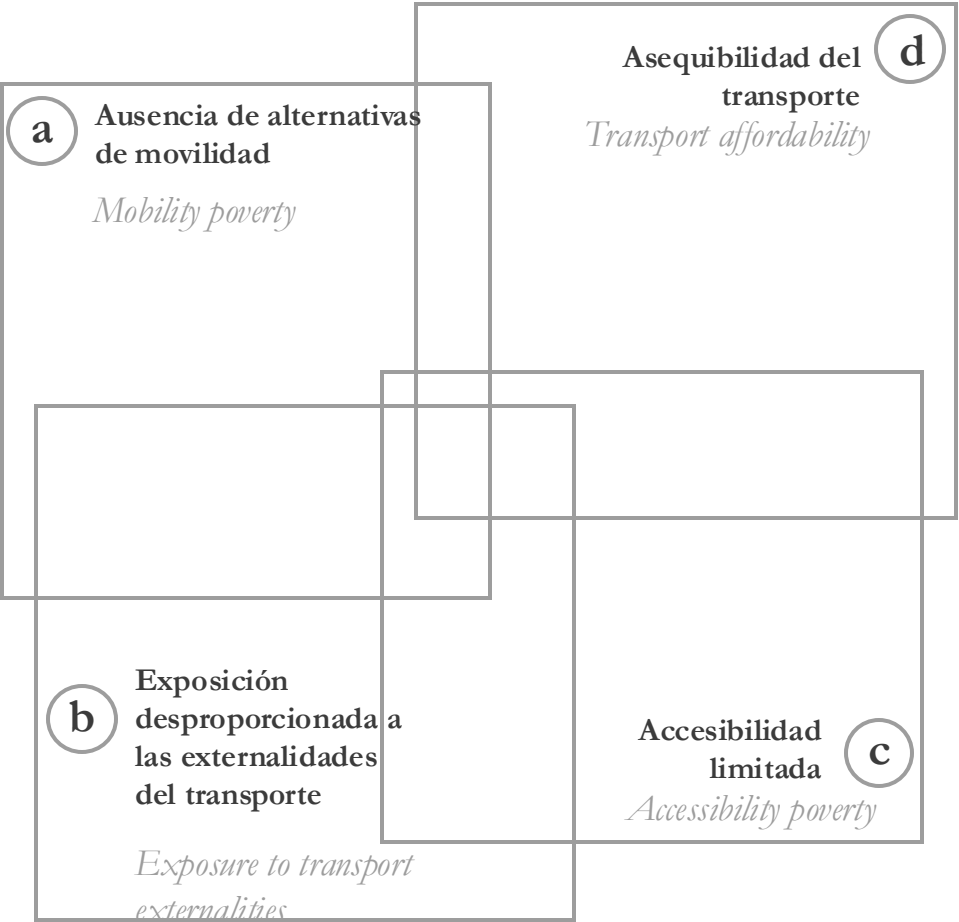 a
Ausencia de alternativas
de movilidad
Mobility poverty
d
Asequibilidad del
transporte
Transport affordability
b
Exposición
desproporcionada a
las externalidades
del transporte
Exposure to transport
externalities
c
Accesibilidad
limitada
Accessibility poverty